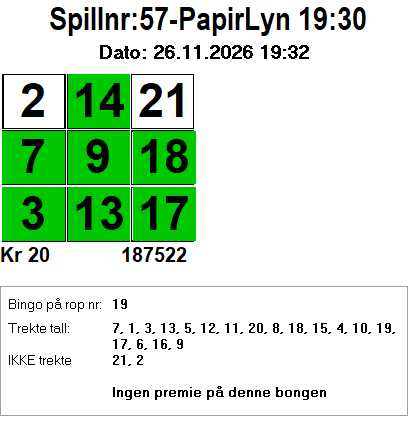 Spillnr:57-PapirLyn 19:30
Dato: 26.11.2026 19:32
2 14 21
7 9 18
3 13 17
Kr 20 187522
Bingo på rop nr: 19
Trekte tall: 7, 1, 3, 13, 5, 12, 11, 20, 8, 18, 15, 4, 10, 19,
17, 6, 16, 9
IKKE trekte 21, 2
Ingen premie på denne bongen